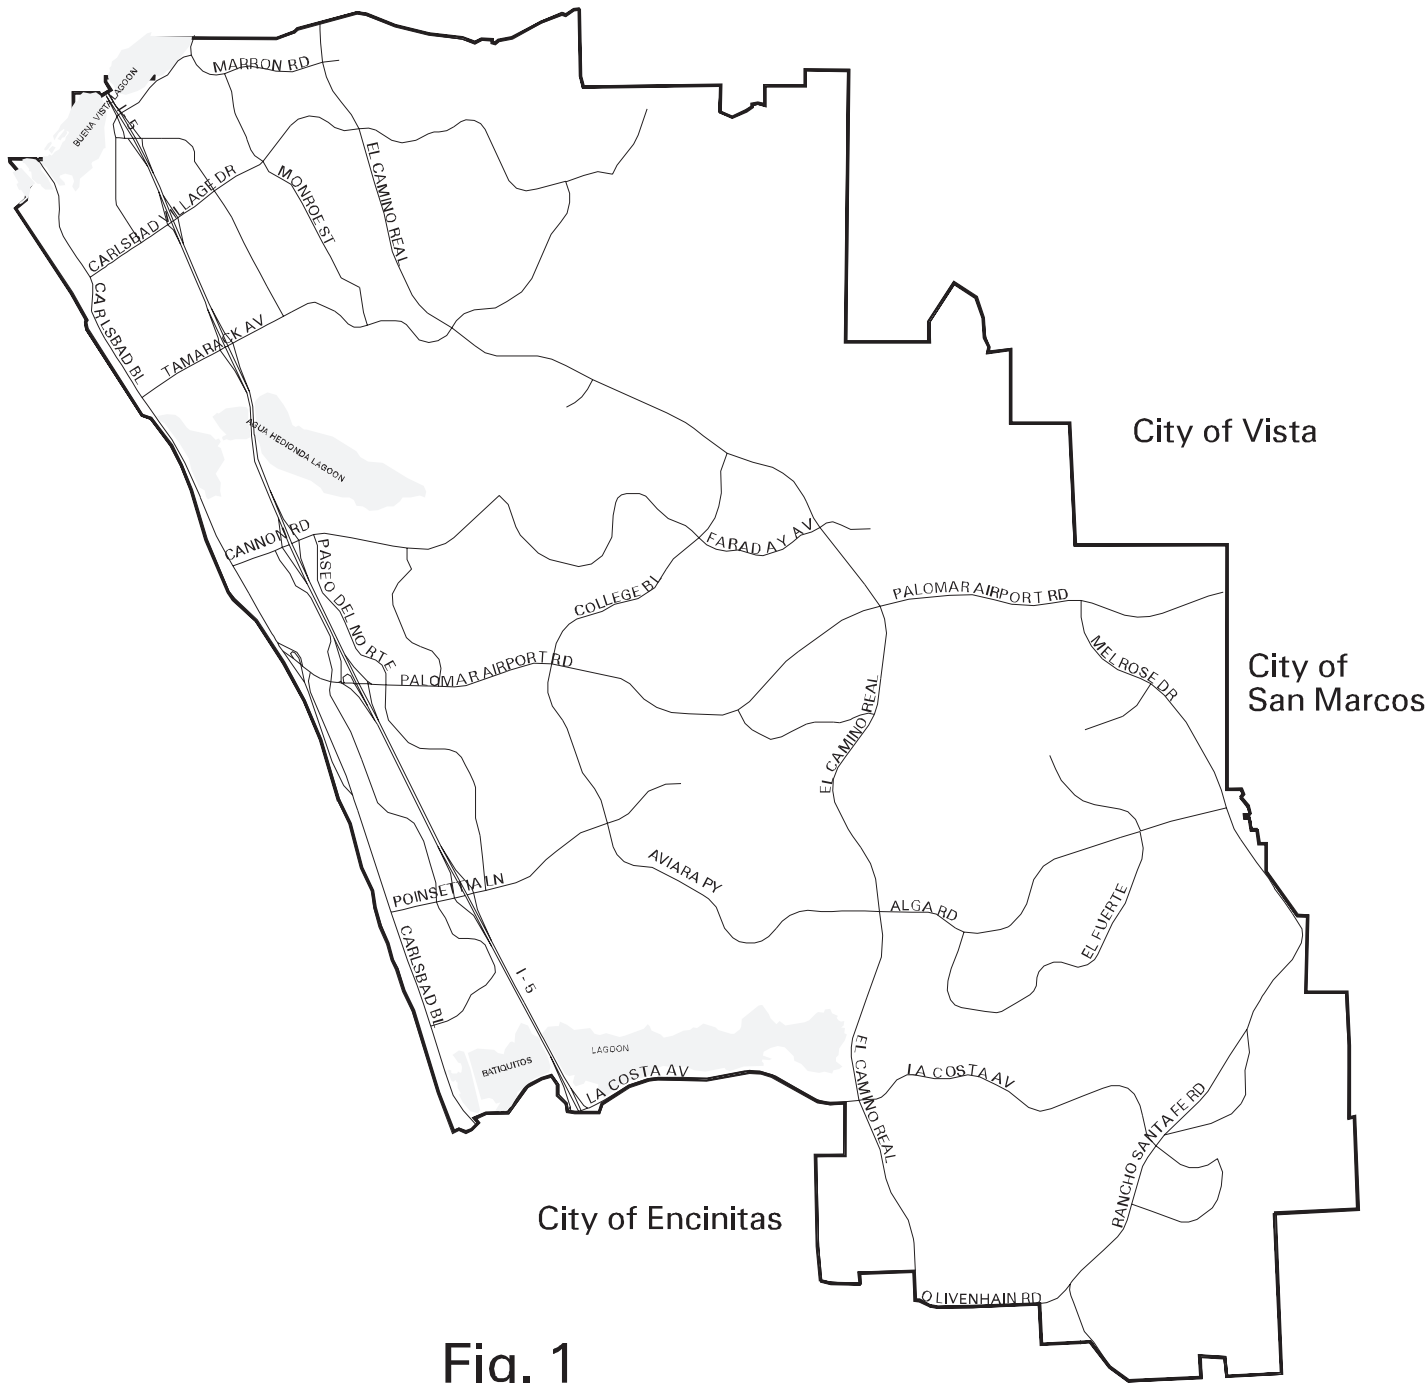 MARRON RD
BUENA VISTA LAGOON
I-5
EL CAMINO REAL
MONROE ST
CARLSBAD VILLAGE DR
CARLSBAD BL
TAMARACK AV
City of Vista
AGUA HEDIONDA LAGOON
CANNON RD
FARADAY AV
PASEO DEL NORTE
COLLEGE BL
PALOMAR AIRPORT RD
MELROSE DR
City of
San Marcos
PALOMAR AIRPORT RD
EL CAMINO REAL
AVIARA PY
POINSETTIA LN
ALGA RD
EL FUERTE
CARLSBAD BL
I-5
LAGOON
BATIQUITOS
LA COSTA AV
EL CAMINO REAL
LA COSTA AV
RANCHO SANTA FE RD
City of Encinitas
OLIVENHAIN RD
Fig. 1